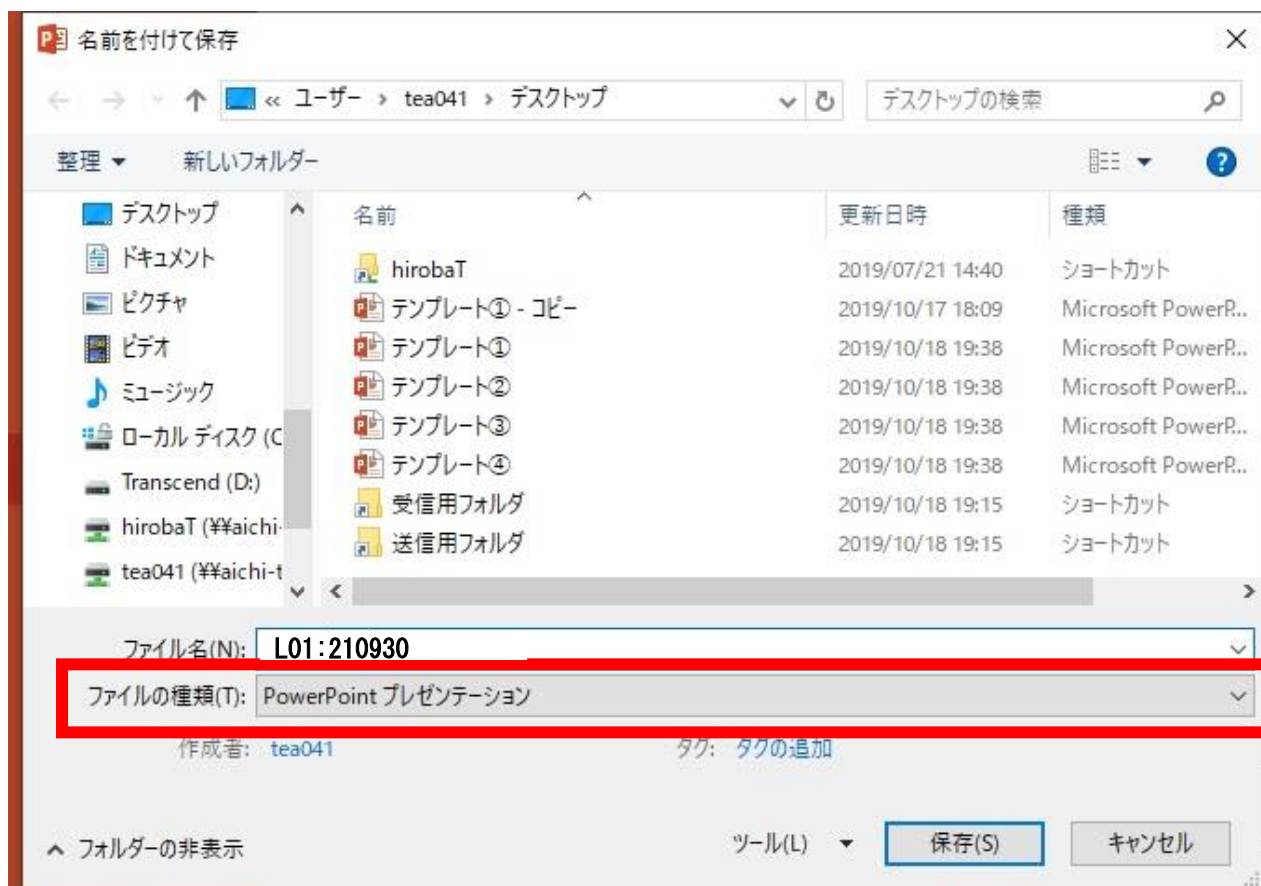 名前を付けて保存
« ユーザー › tea041 › デスクトップ
デスクトップの検索
整理
新しいフォルダー
デスクトップ
ドキュメント
ピクチャ
ビデオ
ミュージック
ローカル ディスク (C
Transcend (D:)
hirobaT (¥¥aichi-
tea041 (¥¥aichi-t
名前 更新日時 種類
hirobaT 2019/07/21 14:40 ショートカット
テンプレート① - コピー 2019/10/17 18:09 Microsoft PowerP...
テンプレート① 2019/10/18 19:38 Microsoft PowerP...
テンプレート② 2019/10/18 19:38 Microsoft PowerP...
テンプレート③ 2019/10/18 19:38 Microsoft PowerP...
テンプレート④ 2019/10/18 19:38 Microsoft PowerP...
受信用フォルダ 2019/10/18 19:15 ショートカット
送信用フォルダ 2019/10/18 19:15 ショートカット
ファイル名(N): L01:210930
ファイルの種類(T): PowerPoint プレゼンテーション
作成者: tea041 タグ: タグの追加
フォルダーの非表示 ツール(L) 保存(S) キャンセル